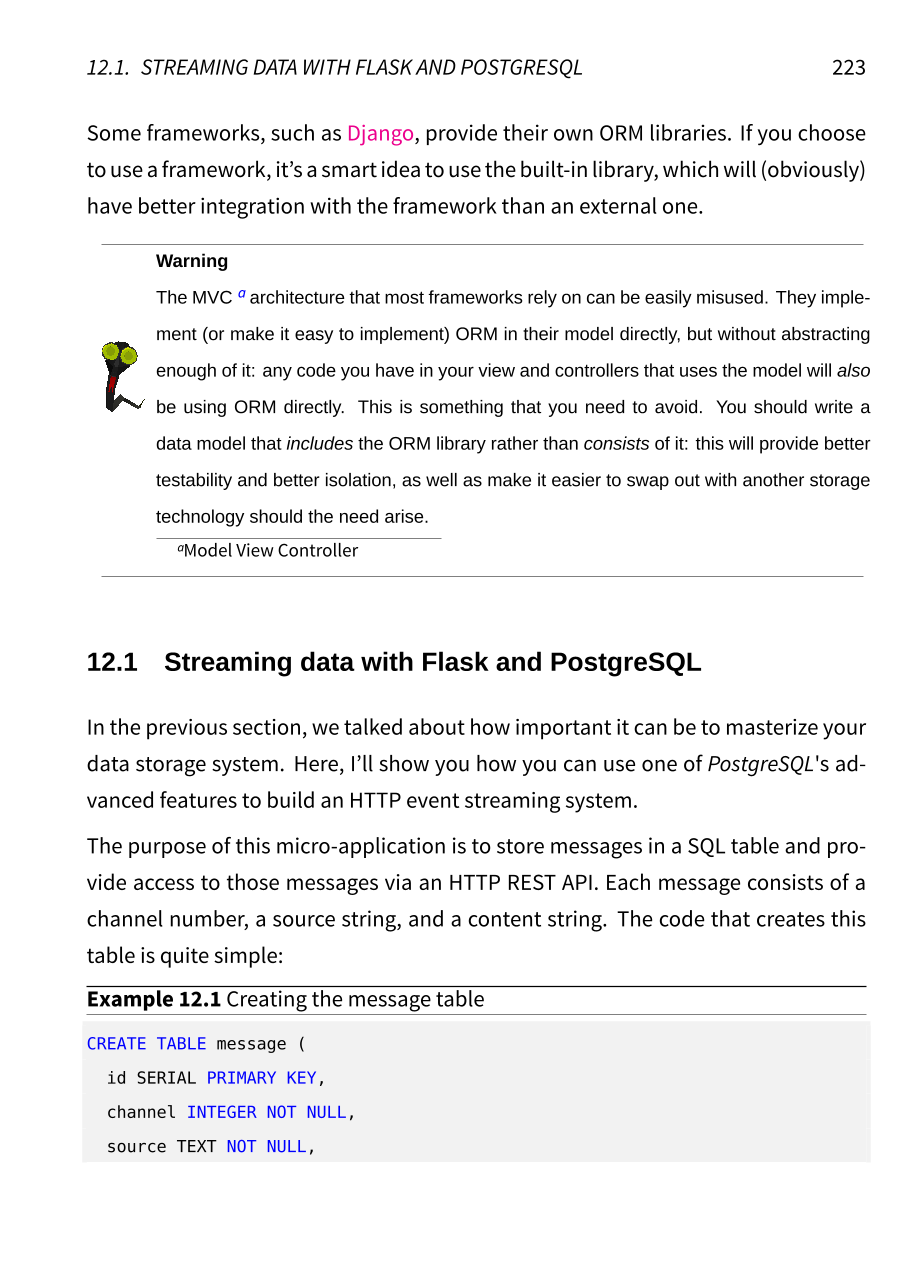 12.1. STREAMING DATA WITH FLASK AND POSTGRESQL 223
Some frameworks, such as Django, provide their own ORM libraries. If you choose
to use a framework, it’s a smart idea to use the built-in library, which will (obviously)
have better integration with the framework than an external one.
Warning
The MVC a architecture that most frameworks rely on can be easily misused. They imple-
ment (or make it easy to implement) ORM in their model directly, but without abstracting
enough of it: any code you have in your view and controllers that uses the model will also
be using ORM directly. This is something that you need to avoid. You should write a
data model that includes the ORM library rather than consists of it: this will provide better
testability and better isolation, as well as make it easier to swap out with another storage
technology should the need arise.
aModel View Controller
12.1 Streaming data with Flask and PostgreSQL
In the previous section, we talked about how important it can be to masterize your
data storage system. Here, I’ll show you how you can use one of PostgreSQL's ad-
vanced features to build an HTTP event streaming system.
The purpose of this micro-application is to store messages in a SQL table and pro-
vide access to those messages via an HTTP REST API. Each message consists of a
channel number, a source string, and a content string. The code that creates this
table is quite simple:
Example 12.1 Creating the message table
CREATE TABLE message (
  id SERIAL PRIMARY KEY,
  channel INTEGER NOT NULL,
  source TEXT NOT NULL,